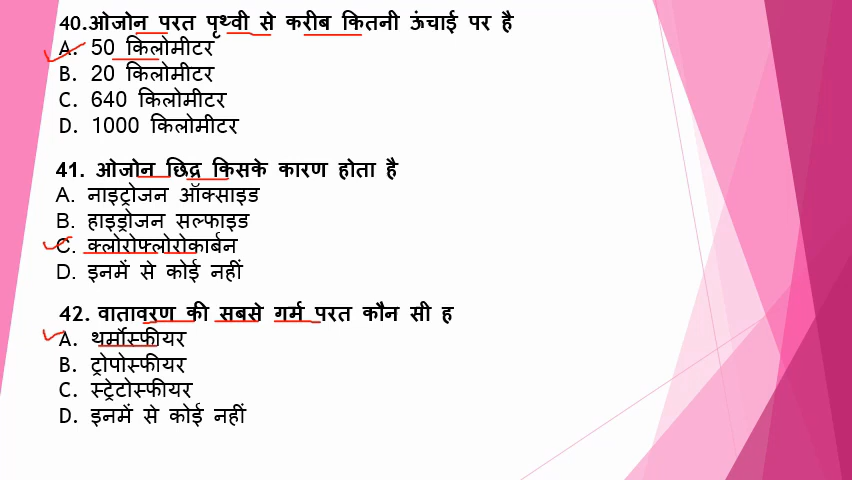 40.ओजोन परत पृथ्वी से करीब कितनी ऊंचाई पर है
A. 50 किलोमीटर
B. 20 किलोमीटर
C. 640 किलोमीटर
D. 1000 किलोमीटर
41. ओजोन छिद्र किसके कारण होता है
A. नाइट्रोजन ऑक्साइड
B. हाइड्रोजन सल्फाइड
C. क्लोरोफ्लोरोकार्बन
D. इनमें से कोई नहीं
42. वातावरण की सबसे गर्म परत कौन सी ह
A. थर्मोस्फीयर
B. ट्रोपोस्फीयर
C. स्ट्रेटोस्फीयर
D. इनमें से कोई नहीं